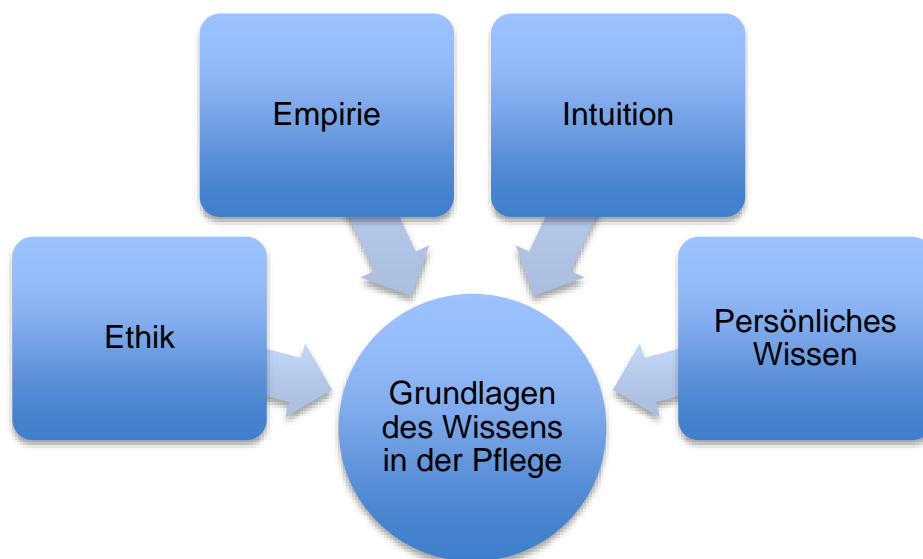 Empirie
Intuition
Ethik
Persönliches
Wissen
Grundlagen
des Wissens
in der Pflege